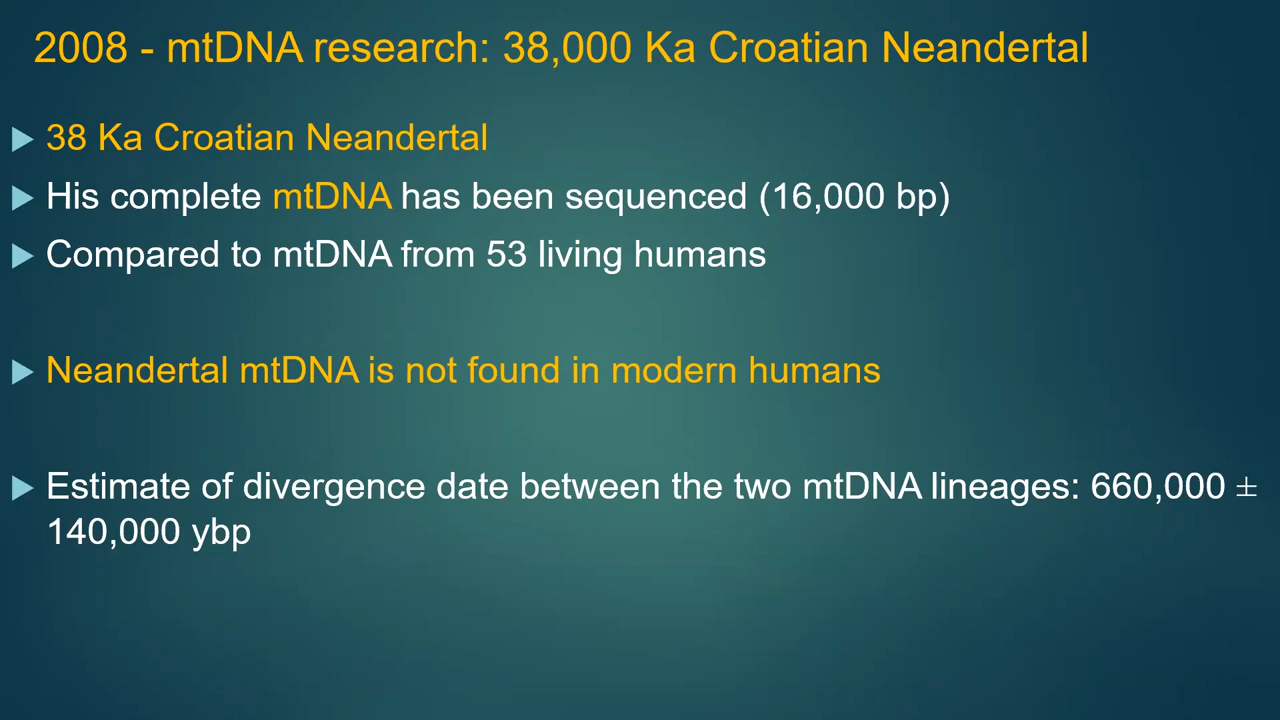 2008 - mtDNA research: 38,000 Ka Croatian Neandertal
38 Ka Croatian Neandertal
His complete mtDNA has been sequenced (16,000 bp)
Compared to mtDNA from 53 living humans
Neandertal mtDNA is not found in modern humans
Estimate of divergence date between the two mtDNA lineages: 660,000 ±
140,000 ybp